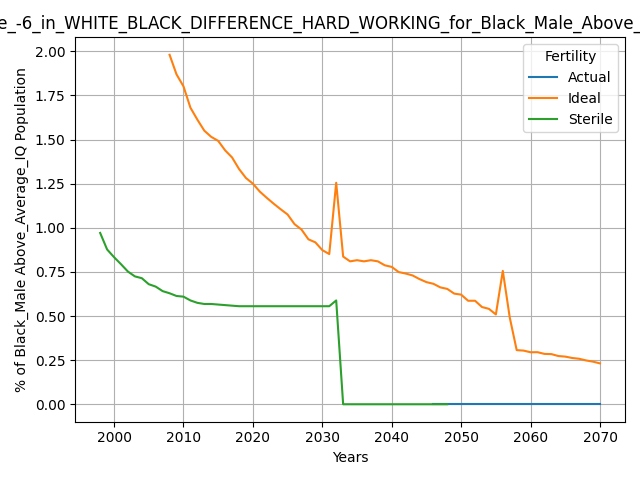 e_-6_in_WHITE_BLACK_DIFFERENCE_HARD_WORKING_for_Black_Male_Above_
Fertility
Actual
Ideal
Sterile
% of Black_Male Above_Average_IQ Population
2.00
1.75
1.50
1.25
1.00
0.75
0.50
0.25
0.00
2000 2010 2020 2030 2040 2050 2060 2070
Years